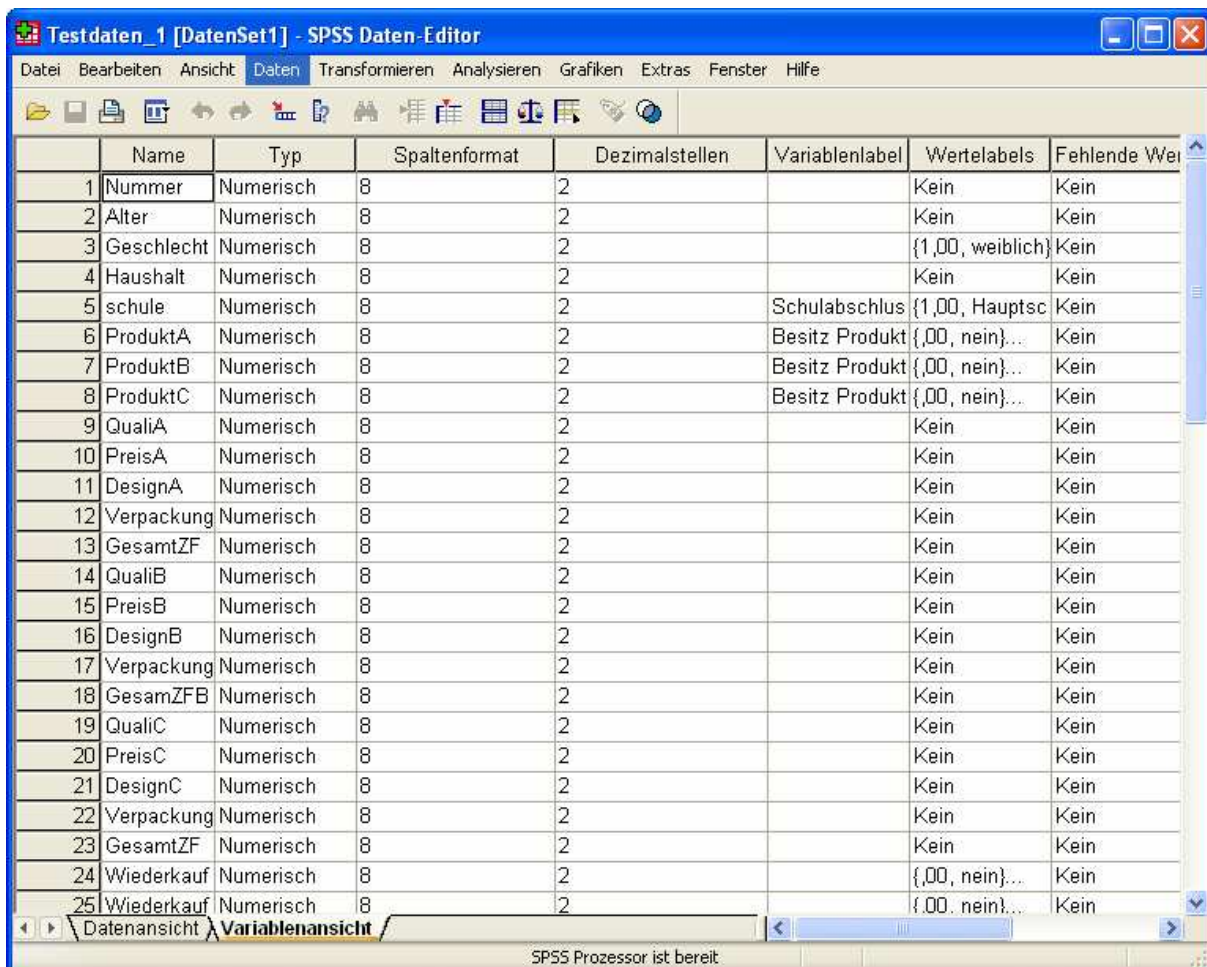 Testdaten_1 [DatenSet1] - SPSS Daten-Editor
Datei Bearbeiten Ansicht Daten Transformieren Analysieren Grafiken Extras Fenster Hilfe
Name Typ Spaltenformat Dezimalstellen Variablenlabel Wertelabels Fehlende Wer
1 Nummer Numerisch 8 2 Kein Kein
2 Alter Numerisch 8 2 Kein Kein
3 Geschlecht Numerisch 8 2 {1,00, weiblich} Kein
4 Haushalt Numerisch 8 2 Kein Kein
5 schule Numerisch 8 2 Schulabschlus {1,00, Hauptsc Kein
6 ProduktA Numerisch 8 2 Besitz Produkt {,00, nein}... Kein
7 ProduktB Numerisch 8 2 Besitz Produkt {,00, nein}... Kein
8 ProduktC Numerisch 8 2 Besitz Produkt {,00, nein}... Kein
9 QualiA Numerisch 8 2 Kein Kein
10 PreisA Numerisch 8 2 Kein Kein
11 DesignA Numerisch 8 2 Kein Kein
12 Verpackung Numerisch 8 2 Kein Kein
13 GesamtZF Numerisch 8 2 Kein Kein
14 QualiB Numerisch 8 2 Kein Kein
15 PreisB Numerisch 8 2 Kein Kein
16 DesignB Numerisch 8 2 Kein Kein
17 Verpackung Numerisch 8 2 Kein Kein
18 GesamZFB Numerisch 8 2 Kein Kein
19 QualiC Numerisch 8 2 Kein Kein
20 PreisC Numerisch 8 2 Kein Kein
21 DesignC Numerisch 8 2 Kein Kein
22 Verpackung Numerisch 8 2 Kein Kein
23 GesamtZF Numerisch 8 2 Kein Kein
24 Wiederkauf Numerisch 8 2 {,00, nein}... Kein
25 Wiederkauf Numerisch 8 2 {,00, nein}... Kein
Datenansicht Variablenansicht
SPSS Prozessor ist bereit